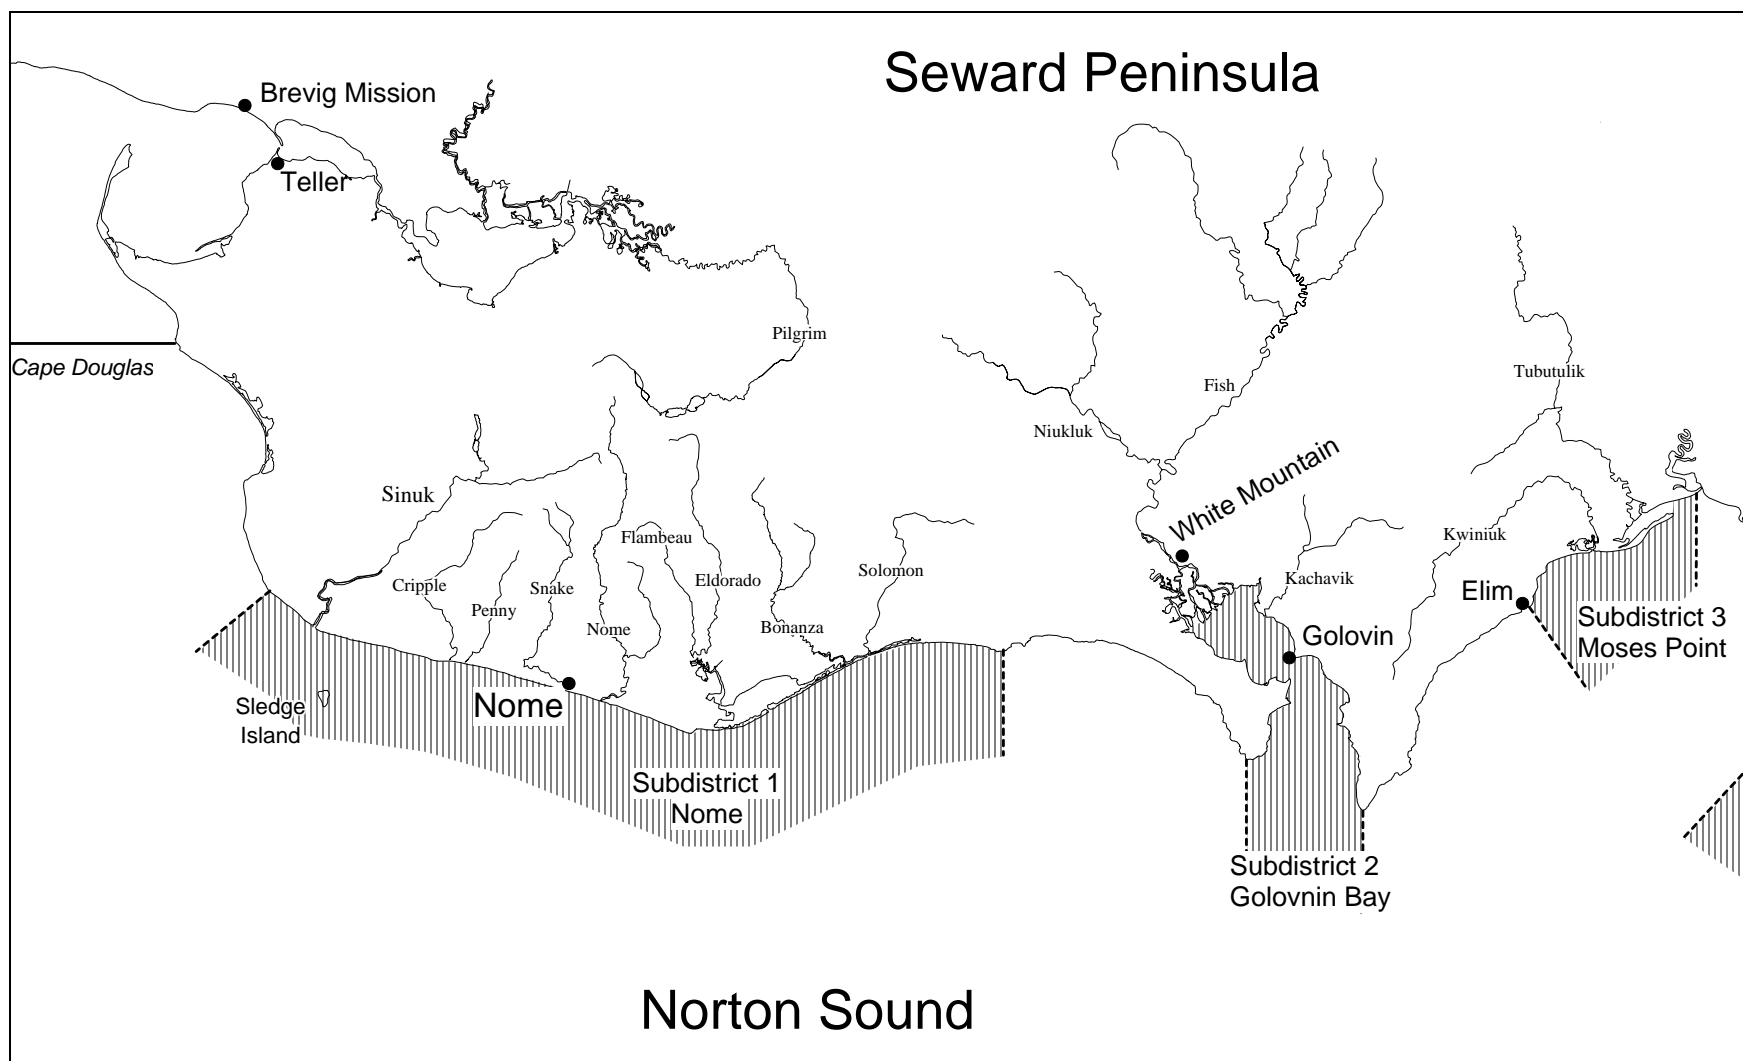 Seward Peninsula
Brevig Mission
Teller
Pilgrim
Cape Douglas
Tubutulik
Fish
Niukluk
White Mountain
Sinuk
Flambeau
Kwiniuk
Solomon
Kachavik
Eldorado
Cripple
Snake
Elim
Penny
Subdistrict 3
Moses Point
Nome
Bonanza
Golovin
Nome
Sledge
Island
Subdistrict 1
Nome
Subdistrict 2
Golovnin Bay
Norton Sound